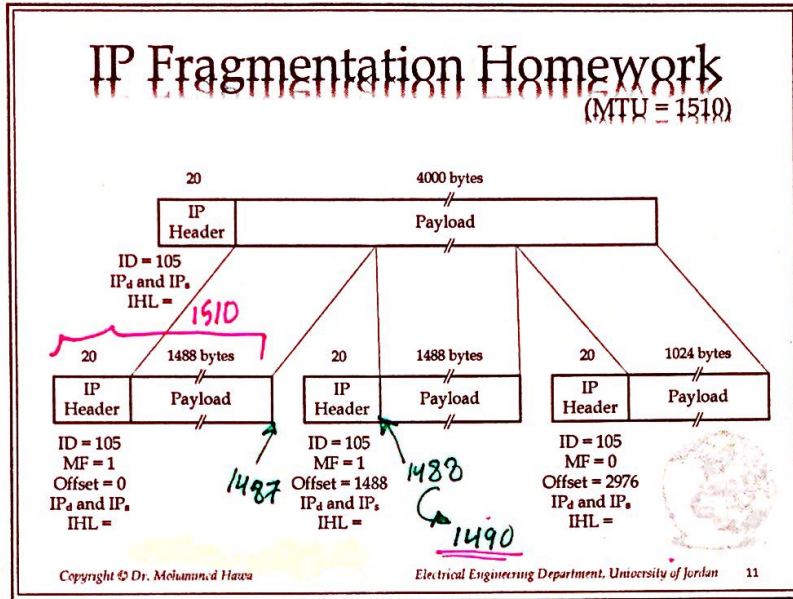 IP Fragmentation Homework
(MTU = 1510)
20 4000 bytes
IP Header Payload
ID = 105
IPd and IPs
IHL =
1510
20 1488 bytes 20 1488 bytes 20 1024 bytes
IP Header Payload IP Header Payload IP Header Payload
ID = 105
MF = 1
Offset = 0
IPd and IPs
IHL =
1487
ID = 105
MF = 1
Offset = 1488
IPd and IPs
IHL =
1488
1490
ID = 105
MF = 0
Offset = 2976
IPd and IPs
IHL =
Copyright © Dr. Mohammed Hawa Electrical Engineering Department, University of Jordan 11